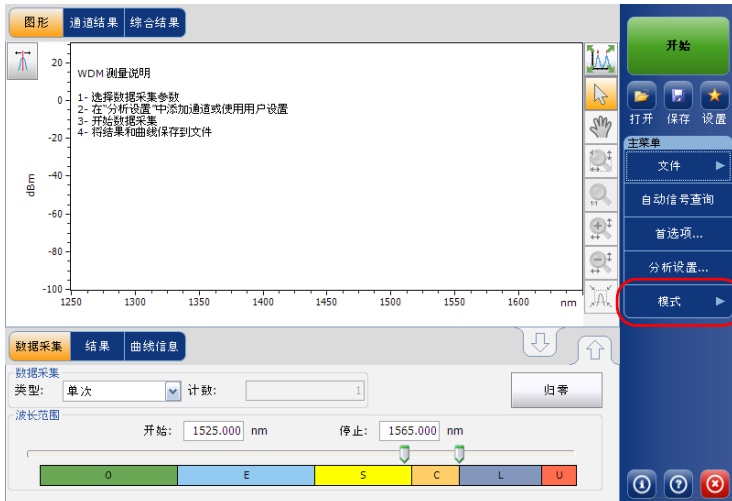 图形 通道结果 综合结果
开始
WDM 测量说明
1- 选择数据采集参数
2- 在“分析设置”中添加通道或使用用户设置
3- 开始数据采集
4- 将结果和曲线保存到文件
20
0
-20
-40
-60
-80
-100
dBm
1250 1300 1350 1400 1450 1500 1550 1600 nm
1:1
打开 保存 设置
主菜单
文件
自动信号查询
首选项...
分析设置...
模式
数据采集 结果 曲线信息
数据采集
类型: 单次 计数: 1 归零
波长范围
开始: 1525.000 nm 停止: 1565.000 nm
O E S C L U